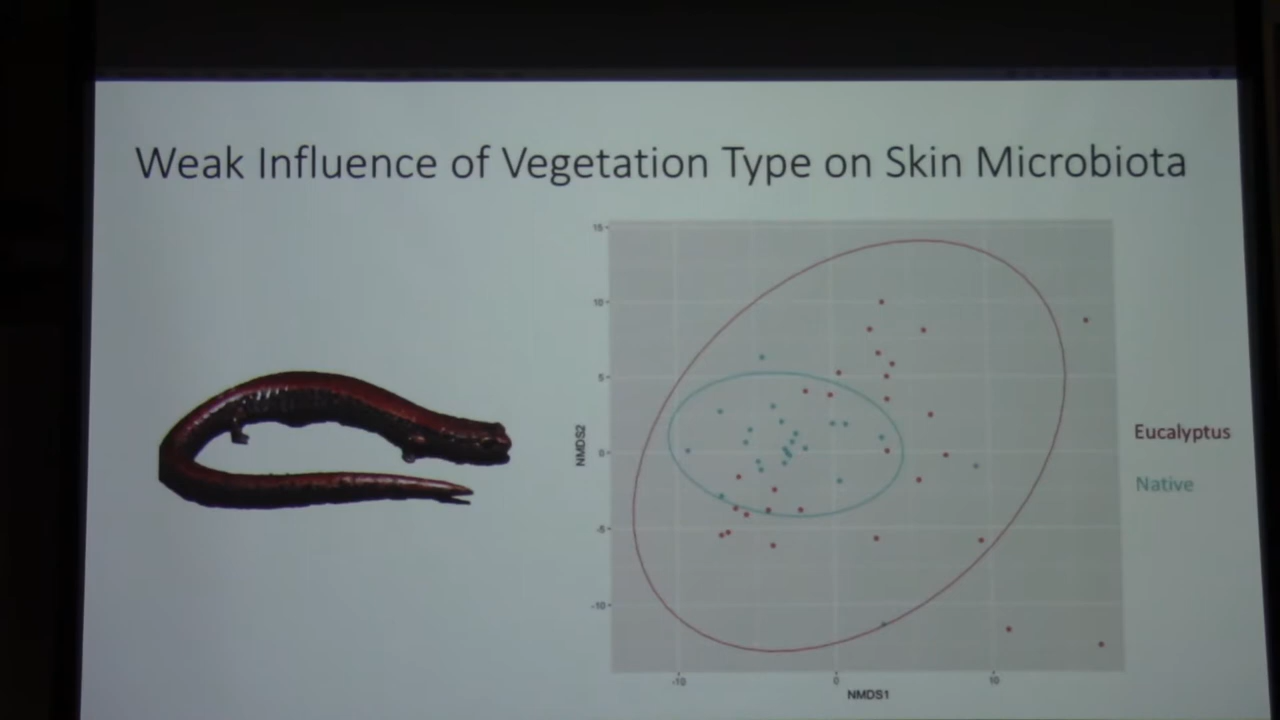 Weak Influence of Vegetation Type on Skin Microbiota
15
10
5
0
-5
-10
NMDS2
-10
0
10
NMDS1
Eucalyptus
Native